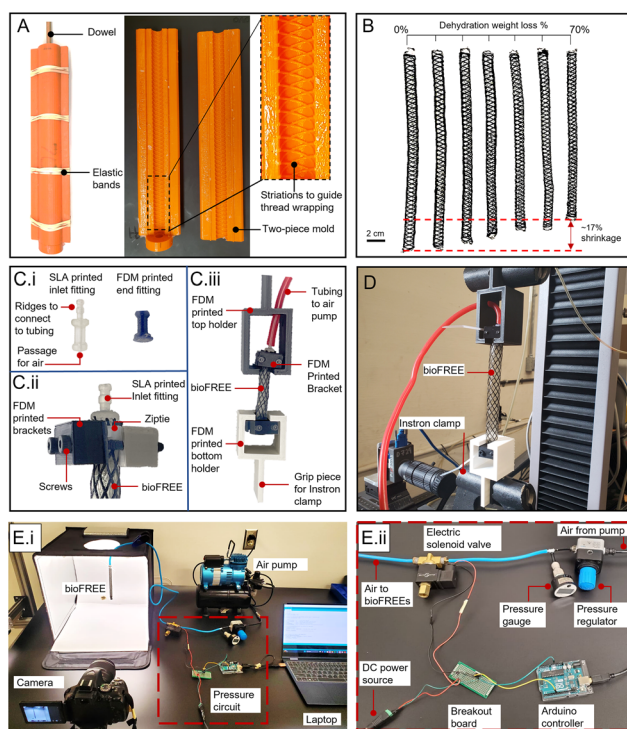 A
Dowel
Elastic
bands
Striations to guide
thread wrapping
Two-piece mold
B
Dehydration weight loss %
0%
70%
2 cm
~17%
shrinkage
C.i
SLA printed
inlet fitting
FDM printed
end fitting
Ridges to
connect
to tubing
Passage
for air
C.ii
SLA printed
Inlet fitting
FDM
printed
brackets
Ziptie
Screws
bioFREE
C.iii
FDM
printed
top holder
Tubing to
air pump
bioFREE
FDM
Printed
Bracket
FDM
printed
bottom
holder
Grip piece
for Instron
clamp
D
bioFREE
Instron
clamp
E.i
bioFREE
Air pump
Camera
Pressure
circuit
Laptop
E.ii
Electric
solenoid valve
Air from pump
Air to
bioFREEs
Pressure
gauge
Pressure
regulator
DC power
source
Breakout
board
Arduino
controller